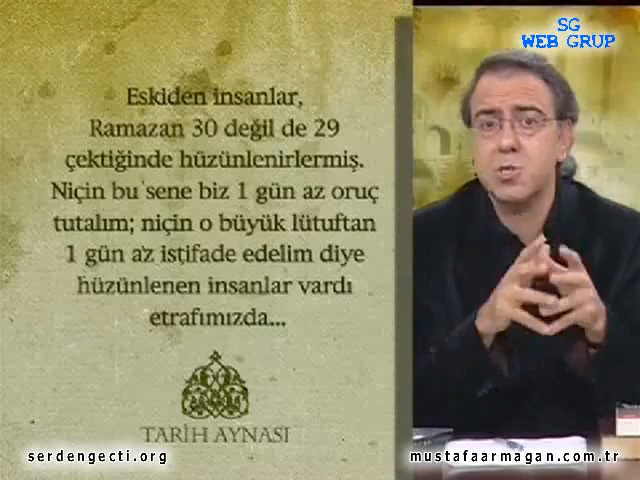 SG
WEB GRUP
Eskiden insanlar,
Ramazan 30 değil de 29
çektiğinde hüzünlenirlermiş.
Niçin bu sene biz 1 gün az oruç
tutalım; niçin o büyük lütuftan
1 gün az istifade edelim diye
hüzünlenen insanlar vardı
etrafımızda...
TARİH AYNASI
serdengecti.org
mustafaarmagan.com.tr